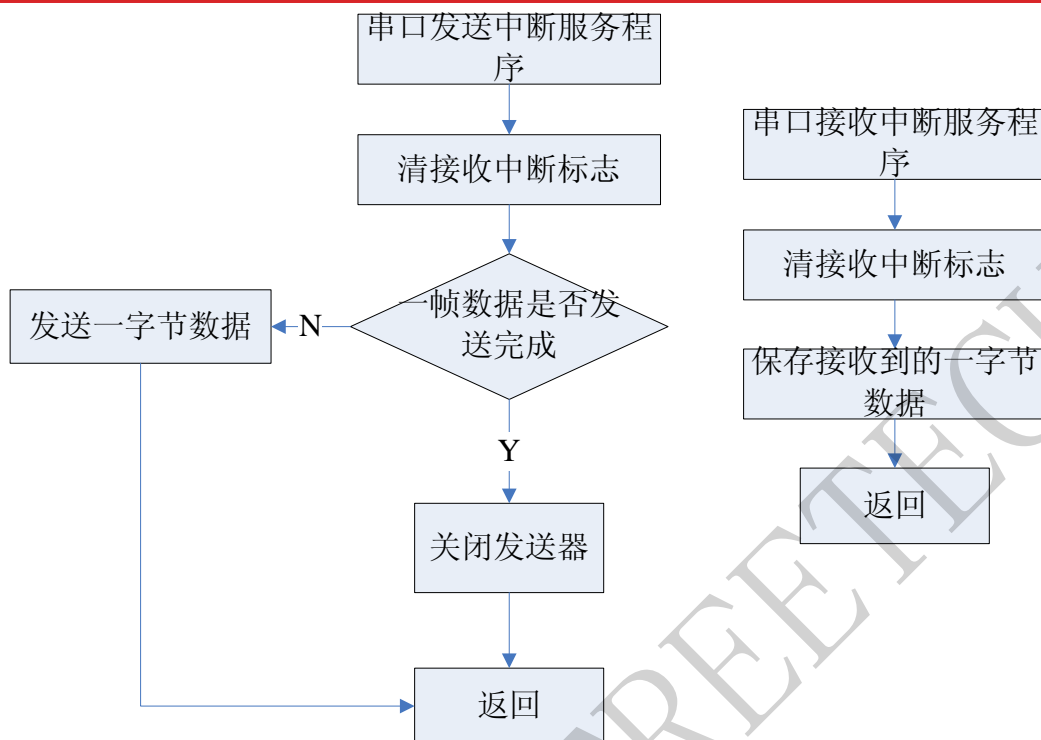 串口发送中断服务程
序
清接收中断标志
一帧数据是否发
送完成
N
发送一字节数据
Y
关闭发送器
返回
串口接收中断服务程
序
清接收中断标志
保存接收到的一字节
数据
返回
REETECH